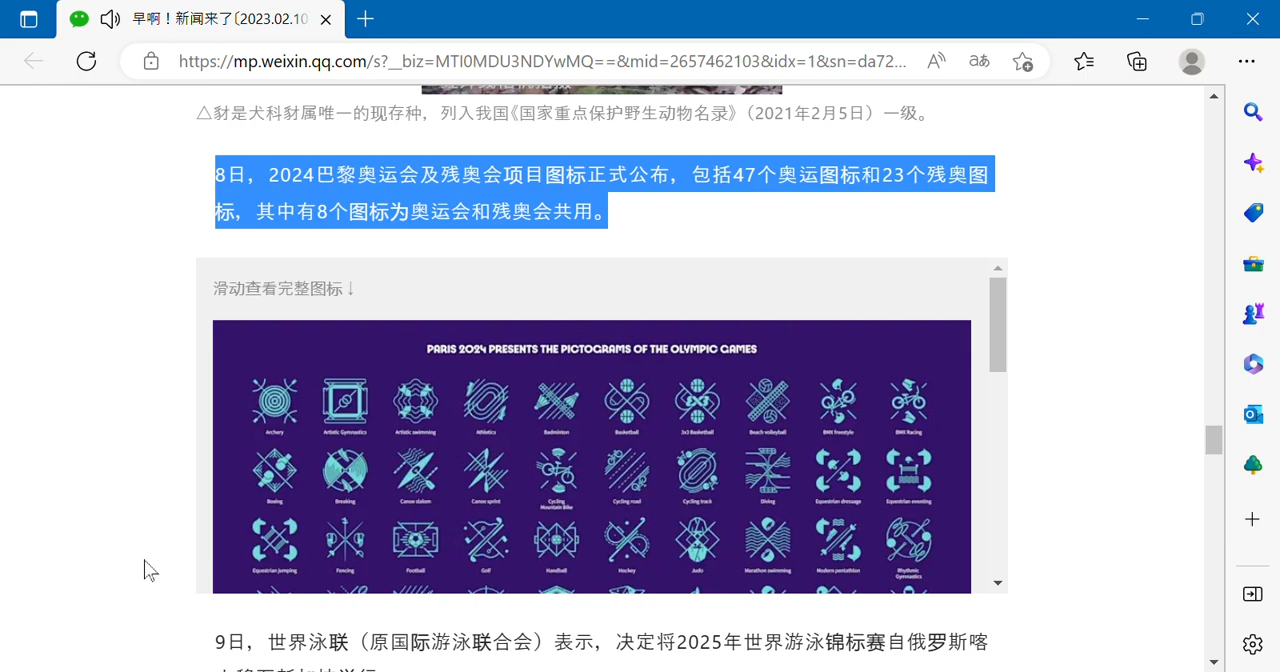 早啊！新闻来了〔2023.02.10
https://mp.weixin.qq.com/s?__biz=MTI0MDU3NDYwMQ==&mid=2657462103&idx=1&sn=da72...
△豺是犬科豺属唯一的现存种，列入我国《国家重点保护野生动物名录》（2021年2月5日）一级。
8日，2024巴黎奥运会及残奥会项目图标正式公布，包括47个奥运图标和23个残奥图
标，其中有8个图标为奥运会和残奥会共用。
滑动查看完整图标↓
PARIS 2024 PRESENTS THE PICTOGRAMS OF THE OLYMPIC GAMES
Archery Artistic Gymnastics Artistic swimming Athletics Badminton Basketball 3x3 Basketball Beach volleyball BMX freestyle BMX Racing
Boxing Breaking Canoe slalom Canoe sprint Cycling Mountain Bike Cycling road Cycling track Diving Equestrian dressage Equestrian eventing
Equestrian jumping Fencing Football Golf Handball Hockey Judo Marathon swimming Modern pentathlon Rhythmic Gymnastics
9日，世界泳联（原国际游泳联合会）表示，决定将2025年世界游泳锦标赛自俄罗斯喀